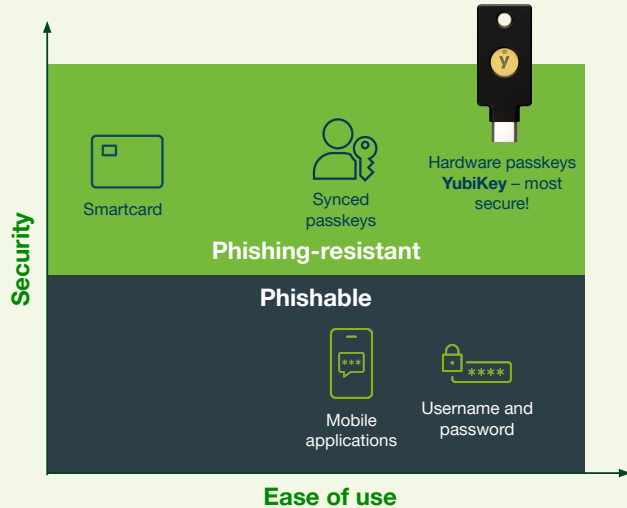 y
Hardware passkeys
YubiKey – most
secure!
Smartcard
Synced
passkeys
Phishing-resistant
Phishable
***
****
Mobile
applications
Username and
password
Security
Ease of use